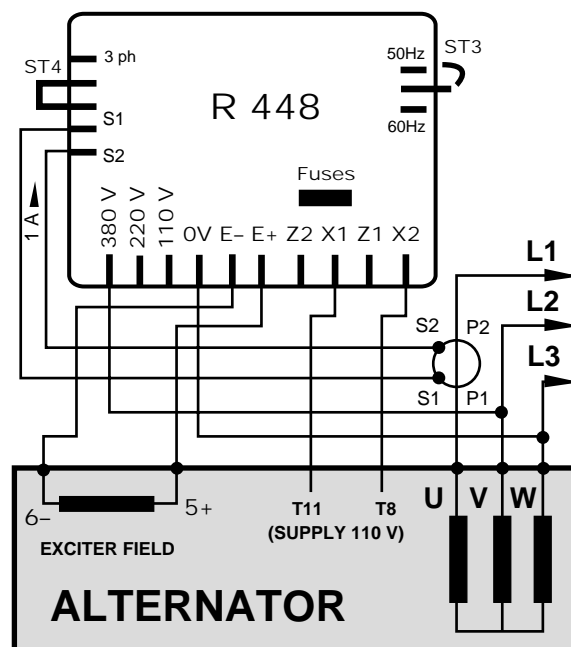 3 ph
ST4
S1
S2
1 A
R 448
50Hz
ST3
60Hz
Fuses
380 V
220 V
110 V
0V
E–
E+
Z2
X1
Z1
X2
L1
L2
L3
S2
P2
S1
P1
6–
5+
EXCITER FIELD
T11
T8
(SUPPLY 110 V)
U
V
W
ALTERNATOR